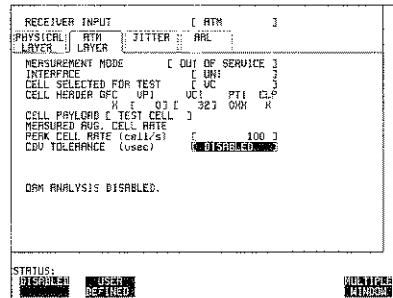 RECEIVER INPUT [ ATM ]
PHYSICAL LAYER ATM LAYER JITTER AAL
MEASUREMENT MODE [ OUT OF SERVICE ]
INTERFACE [ UNI ]
CELL SELECTED FOR TEST [ VC ]
CELL HEADER GFC VPI VCI PTI CLP
X [ 0] [ 32] 0XX X
CELL PAYLOAD [ TEST CELL ]
MEASURED AVG. CELL RATE
PEAK CELL RATE (cell/s) [ 100 ]
CDV TOLERANCE (usec) [ DISABLED ]
OAM ANALYSIS DISABLED.
STATUS:
DISABLED USER DEFINED MULTIPLE WINDOW